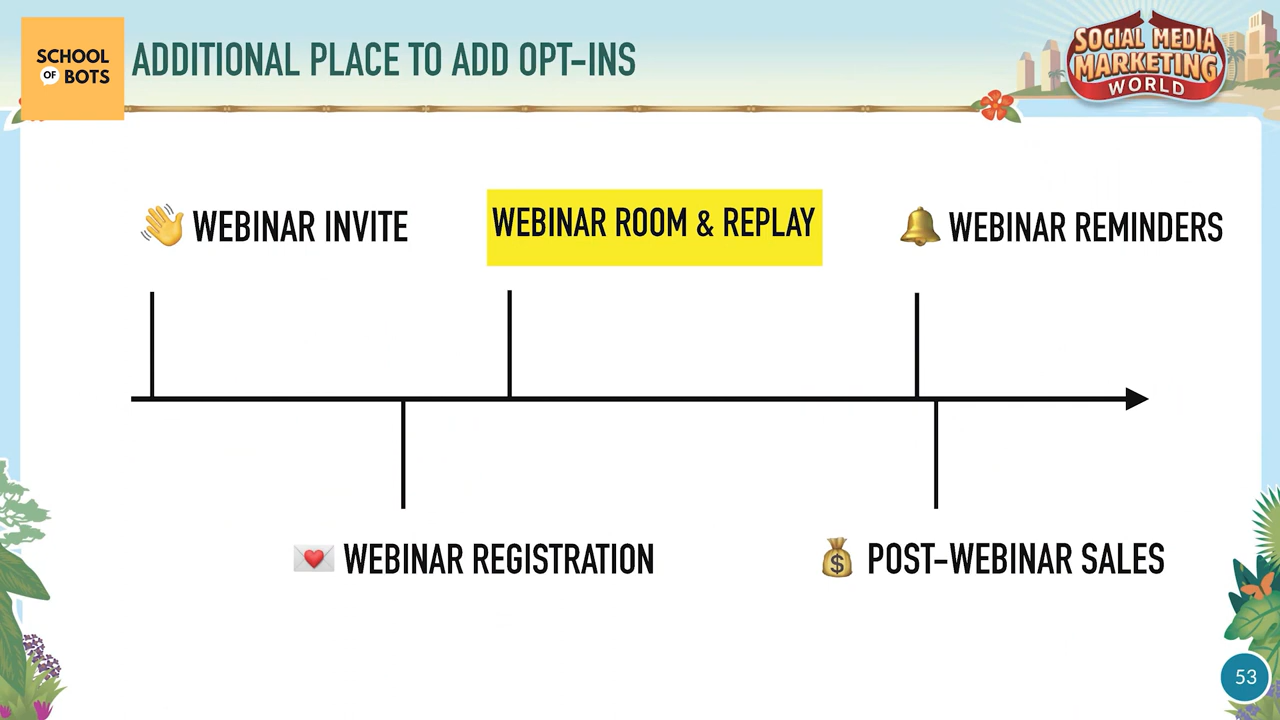 SCHOOL
OF BOTS
ADDITIONAL PLACE TO ADD OPT-INS
SOCIAL MEDIA
MARKETING
WORLD
👋 WEBINAR INVITE
WEBINAR ROOM & REPLAY
🔔 WEBINAR REMINDERS
💌 WEBINAR REGISTRATION
💰 POST-WEBINAR SALES
53